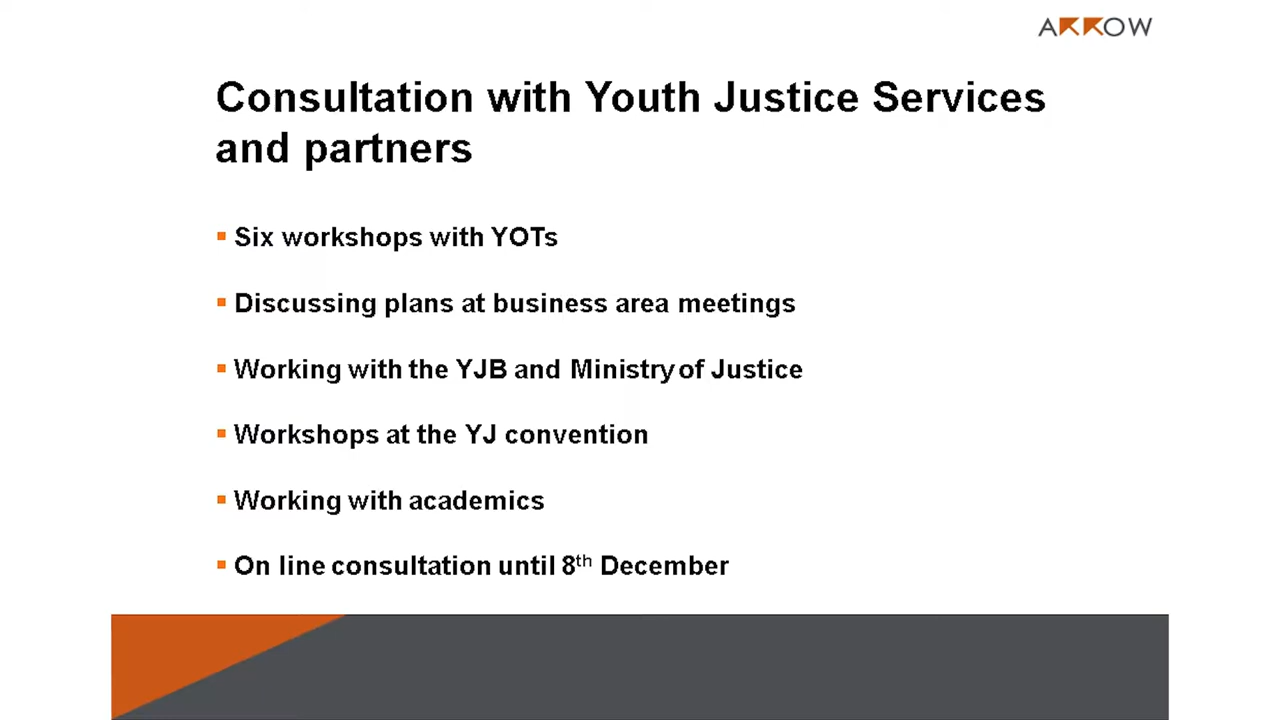 ARROW
Consultation with Youth Justice Services
and partners
Six workshops with YOTs
Discussing plans at business area meetings
Working with the YJB and Ministry of Justice
Workshops at the YJ convention
Working with academics
On line consultation until 8th December